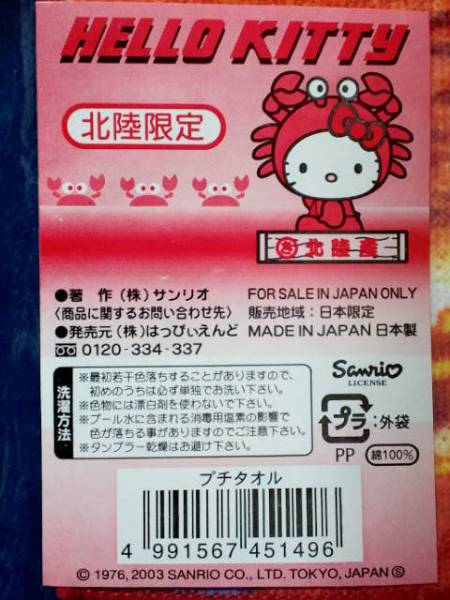 HELLO KITTY
北陸限定
北陸産
●著 作(株)サンリオ
〈商品に関するお問い合わせ先〉
●発売元(株)はっぴぃえんど
0120-334-337
FOR SALE IN JAPAN ONLY
販売地域:日本限定
MADE IN JAPAN 日本製
洗濯方法
※最初若干色落ちすることがありますので、
初めのうちは必ず単独でお洗い下さい。
※色物には漂白剤を使わないで下さい。
※プール水に含まれる消毒用塩素の影響で
色が落ちる事がありますのでご注意下さい。
※タンブラー乾燥はお避け下さい。
Sanrio
LICENSE
プラ:外袋
PP 綿100%
プチタオル
4 991567 451496
© 1976, 2003 SANRIO CO., LTD. TOKYO, JAPAN Ⓢ